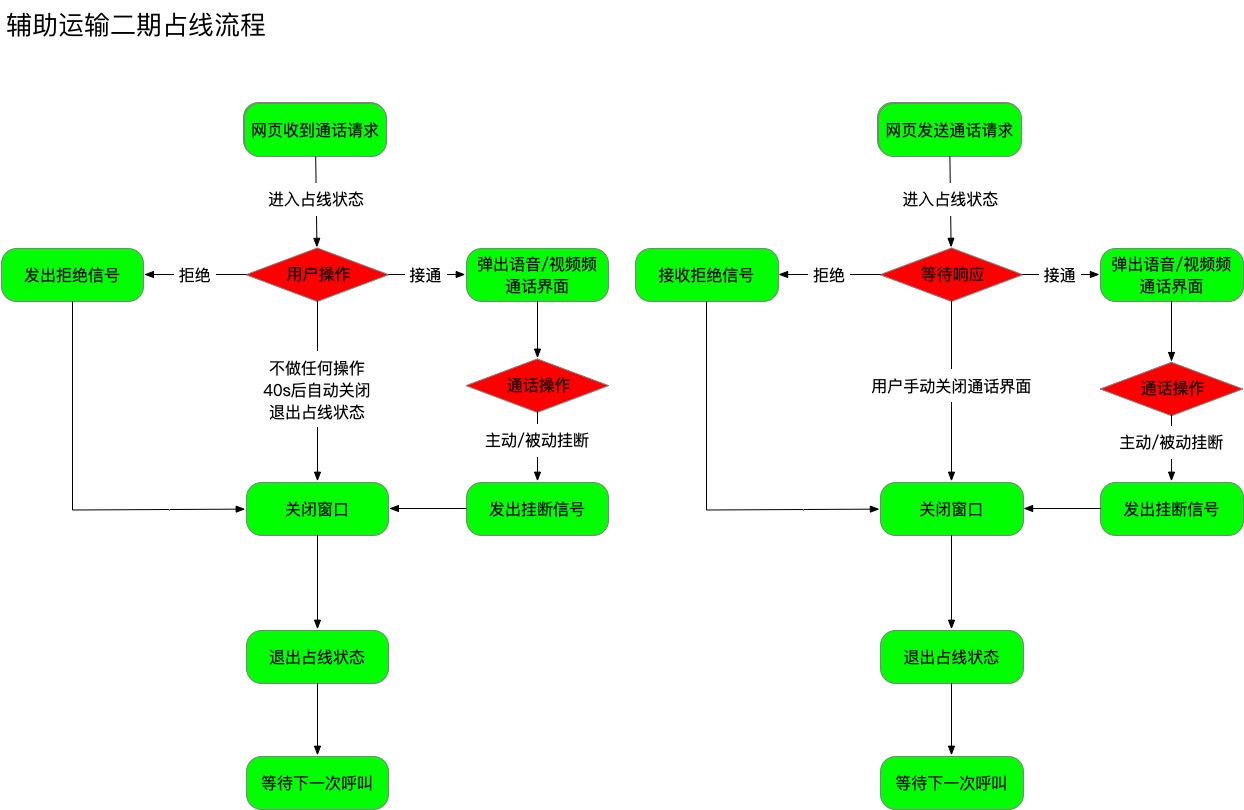 辅助运输二期占线流程
网页收到通话请求
进入占线状态
用户操作
拒绝
发出拒绝信号
接通
弹出语音/视频频
通话界面
不做任何操作
40s后自动关闭
退出占线状态
通话操作
主动/被动挂断
发出挂断信号
关闭窗口
退出占线状态
等待下一次呼叫
网页发送通话请求
进入占线状态
等待响应
拒绝
接收拒绝信号
接通
弹出语音/视频频
通话界面
用户手动关闭通话界面
通话操作
主动/被动挂断
发出挂断信号
关闭窗口
退出占线状态
等待下一次呼叫